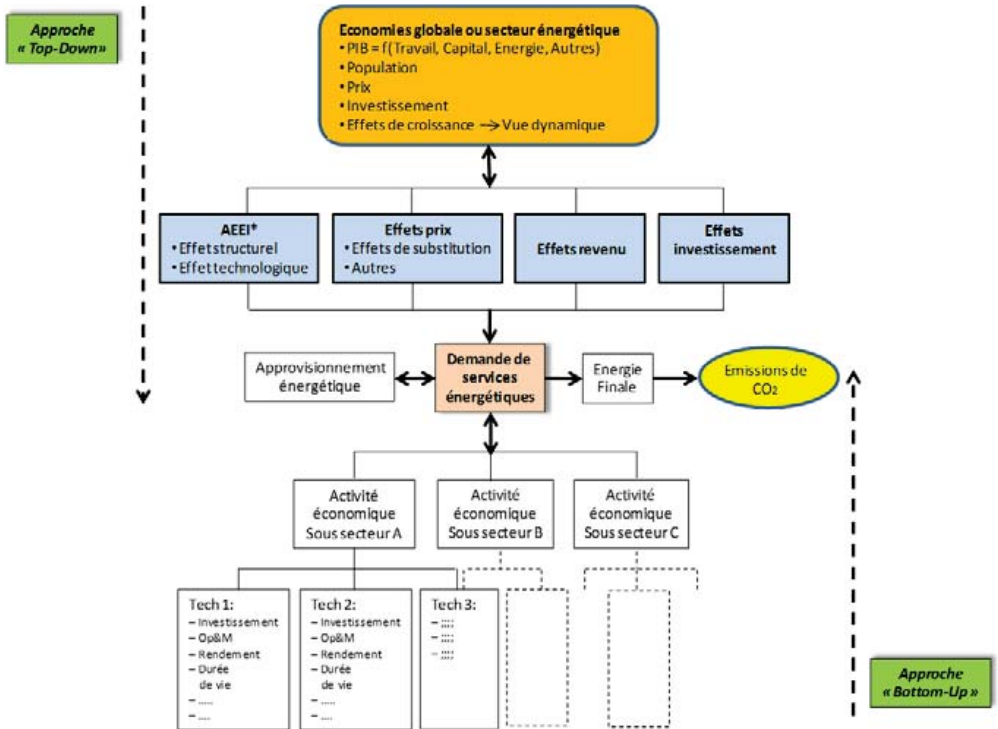 Approche
« Top-Down»
Economies globale ou secteur énergétique
• PIB = f(Travail, Capital, Energie, Autres)
• Population
• Prix
• Investissement
• Effets de croissance → Vue dynamique
AEEI*
• Effet structurel
• Effet technologique
Effets prix
• Effets de substitution
• Autres
Effets revenu
Effets
investissement
Approvisionnement
énergétique
Demande de
services
énergétiques
Energie
Finale
Emissions de
CO2
Activité
économique
Sous secteur A
Activité
économique
Sous secteur B
Activité
économique
Sous secteur C
Tech 1:
– Investissement
– Op&M
– Rendement
– Durée
de vie
– .....
– ....
Tech 2:
– Investissement
– Op&M
– Rendement
– Durée
de vie
– .....
– ....
Tech 3:
– ;;;;
– ;;;;
– ;;;;
Approche
« Bottom-Up »